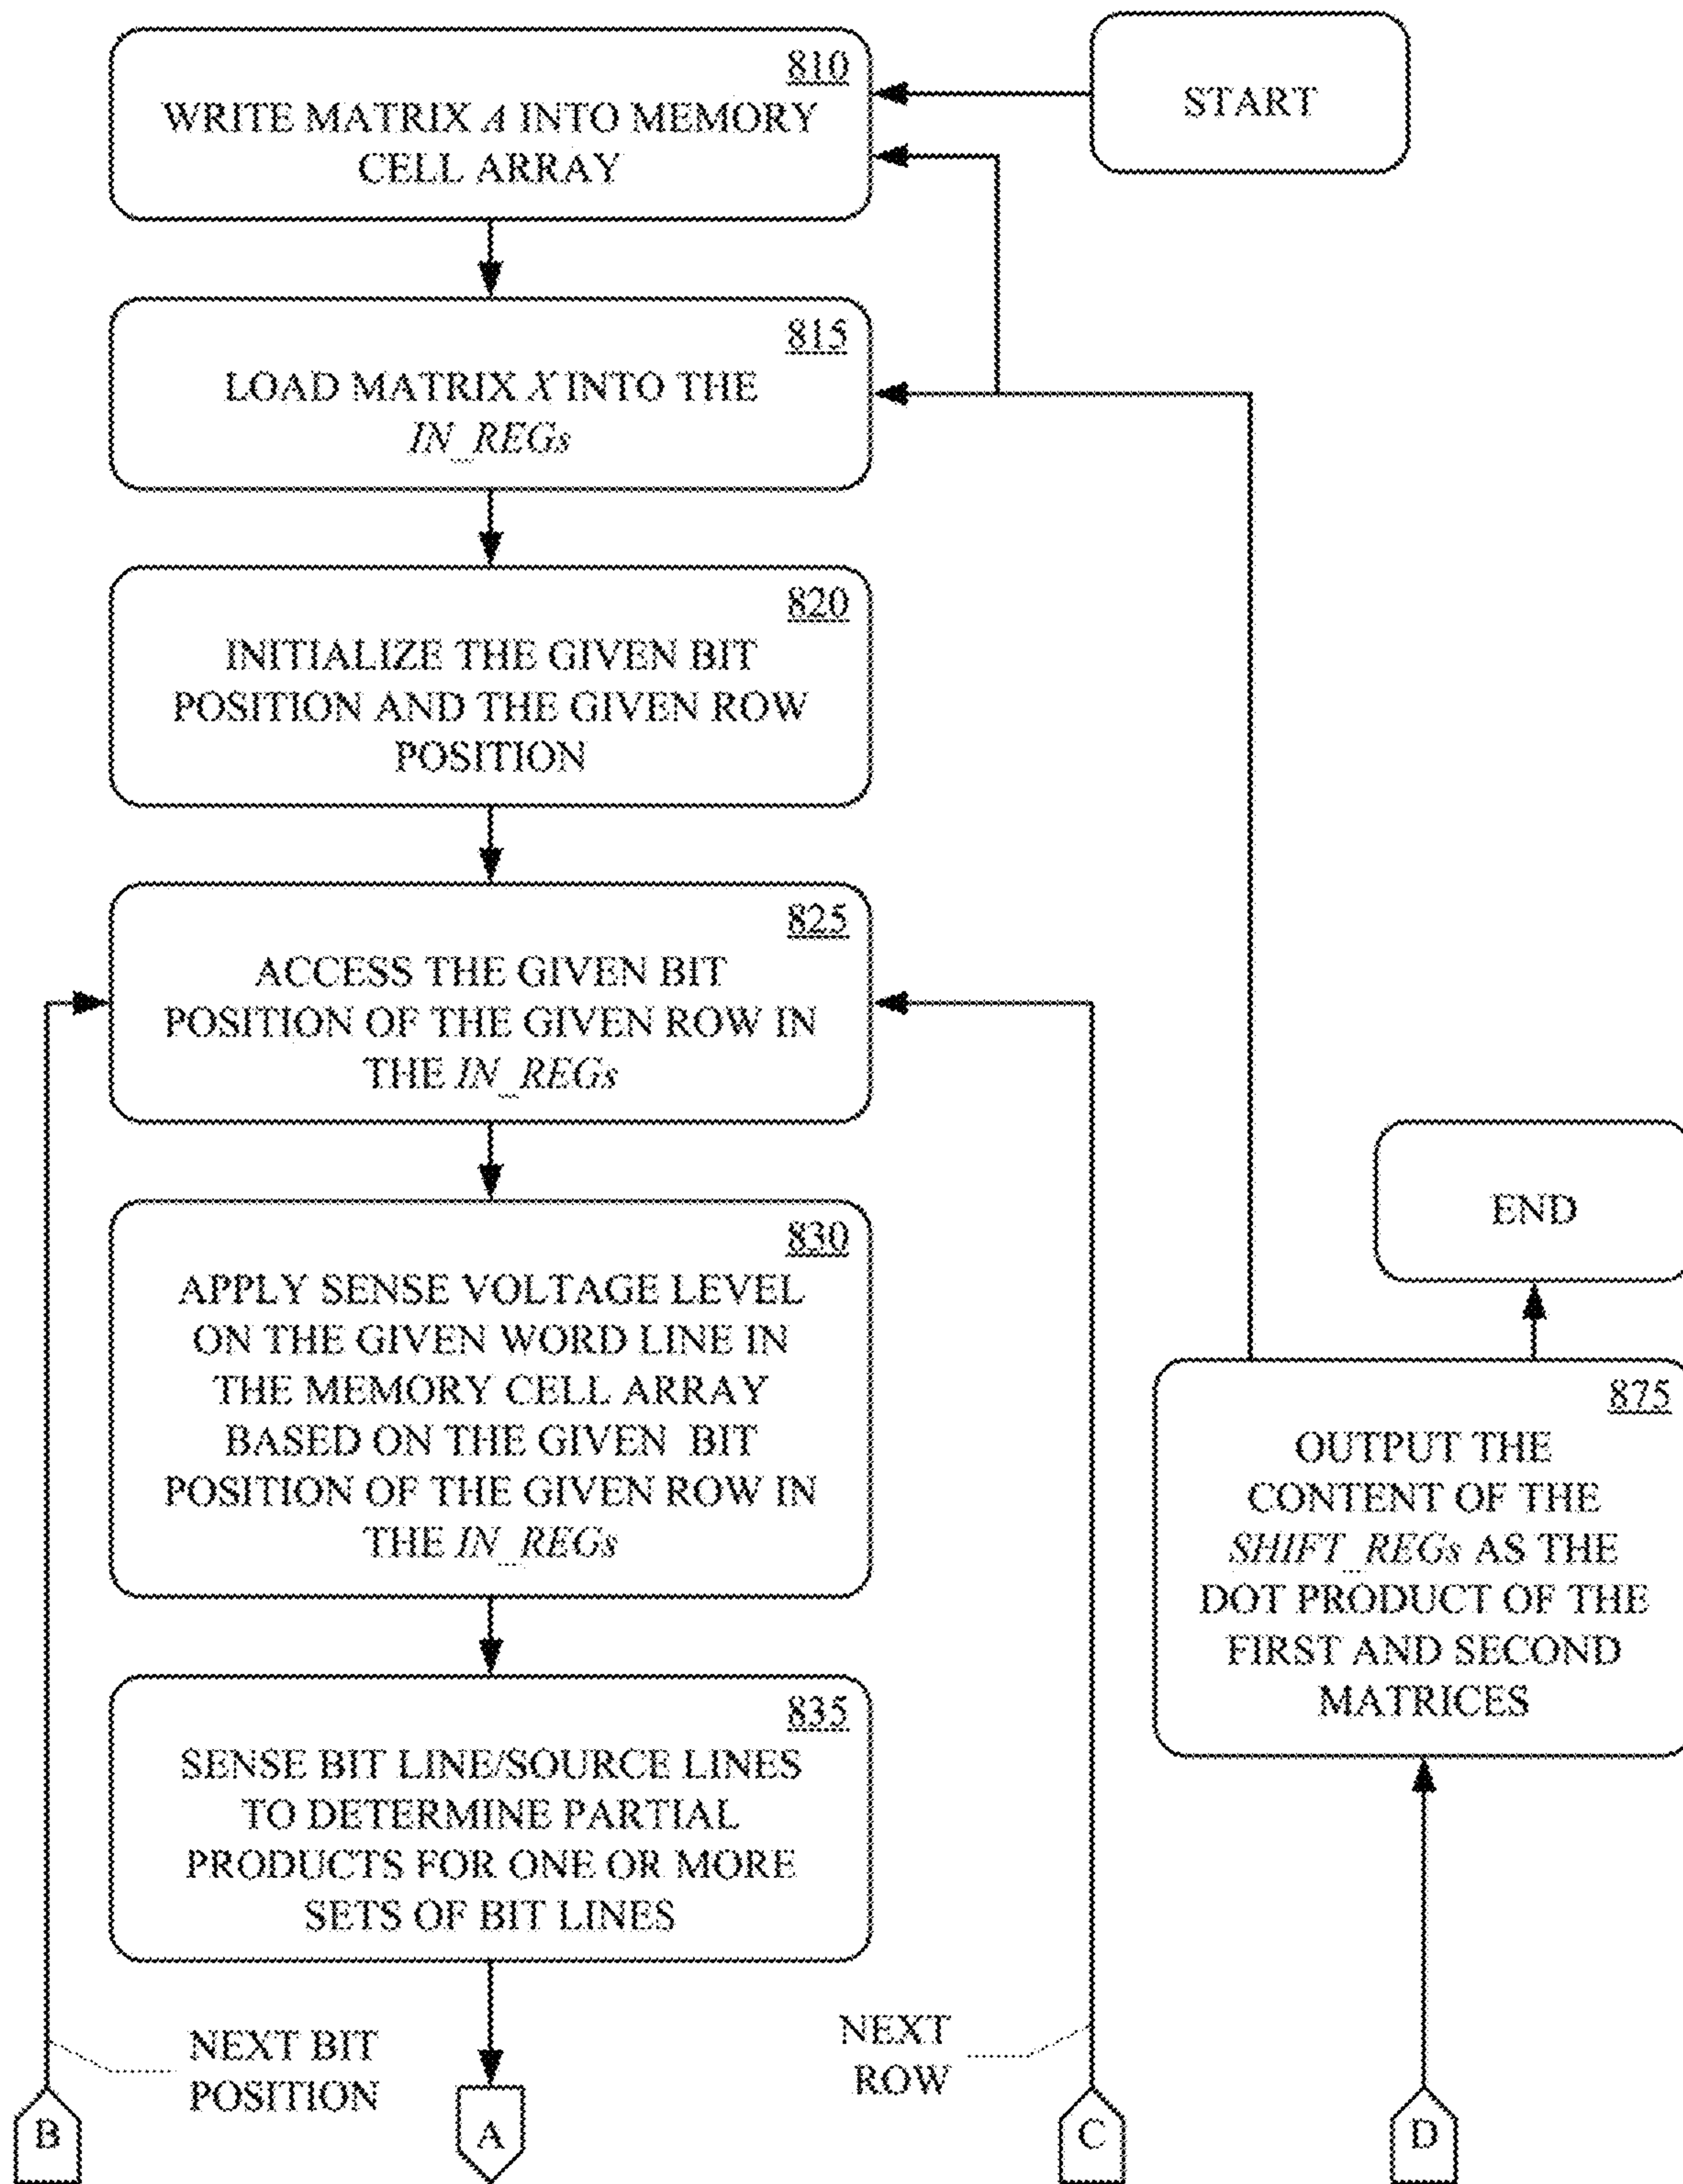 810
WRITE MATRIX A INTO MEMORY
CELL ARRAY
START
815
LOAD MATRIX X INTO THE
IN_REGs
820
INITIALIZE THE GIVEN BIT
POSITION AND THE GIVEN ROW
POSITION
825
ACCESS THE GIVEN BIT
POSITION OF THE GIVEN ROW IN
THE IN_REGs
830
APPLY SENSE VOLTAGE LEVEL
ON THE GIVEN WORD LINE IN
THE MEMORY CELL ARRAY
BASED ON THE GIVEN BIT
POSITION OF THE GIVEN ROW IN
THE IN_REGs
835
SENSE BIT LINE/SOURCE LINES
TO DETERMINE PARTIAL
PRODUCTS FOR ONE OR MORE
SETS OF BIT LINES
END
875
OUTPUT THE
CONTENT OF THE
SHIFT_REGs AS THE
DOT PRODUCT OF THE
FIRST AND SECOND
MATRICES
NEXT BIT
POSITION
NEXT
ROW
B
A
C
D